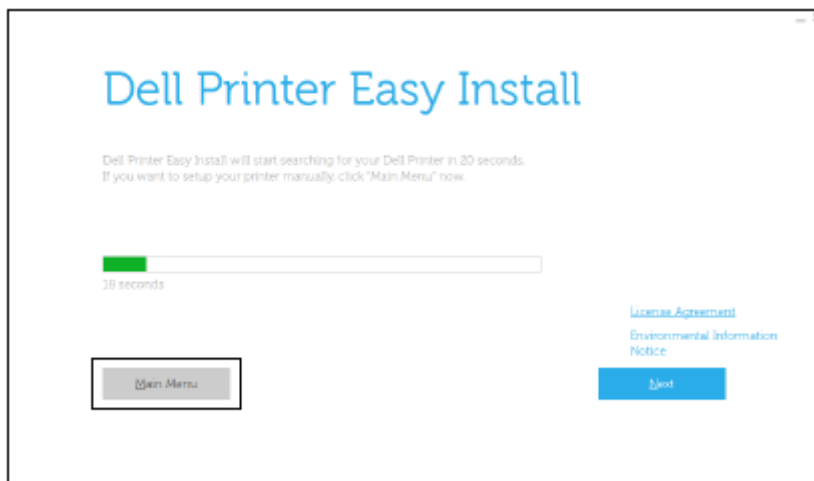 Dell Printer Easy Install
Dell Printer Easy Install will start searching for your Dell Printer in 20 seconds.
If you want to setup your printer manually, click "Main Menu" now.
18 seconds
License Agreement
Environmental Information
Notice
Main Menu
Next